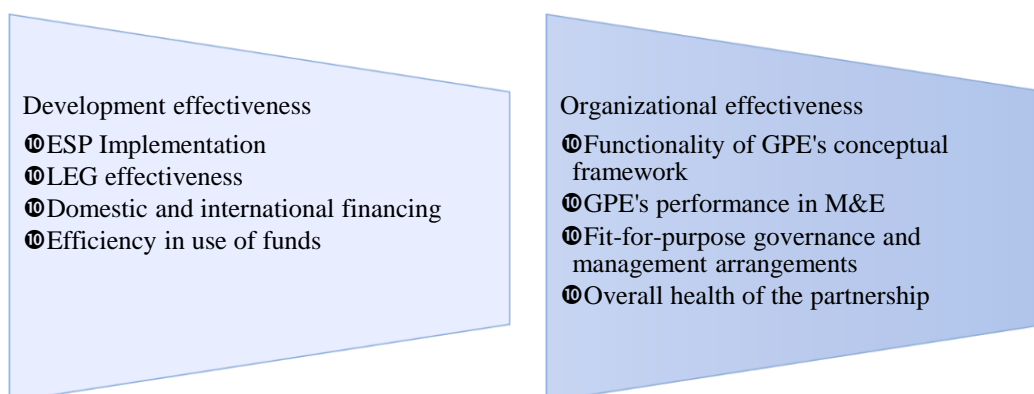 Development effectiveness
❿ESP Implementation
❿LEG effectiveness
❿Domestic and international financing
❿Efficiency in use of funds
Organizational effectiveness
❿Functionality of GPE's conceptual
framework
❿GPE's performance in M&E
❿Fit-for-purpose governance and
management arrangements
❿Overall health of the partnership